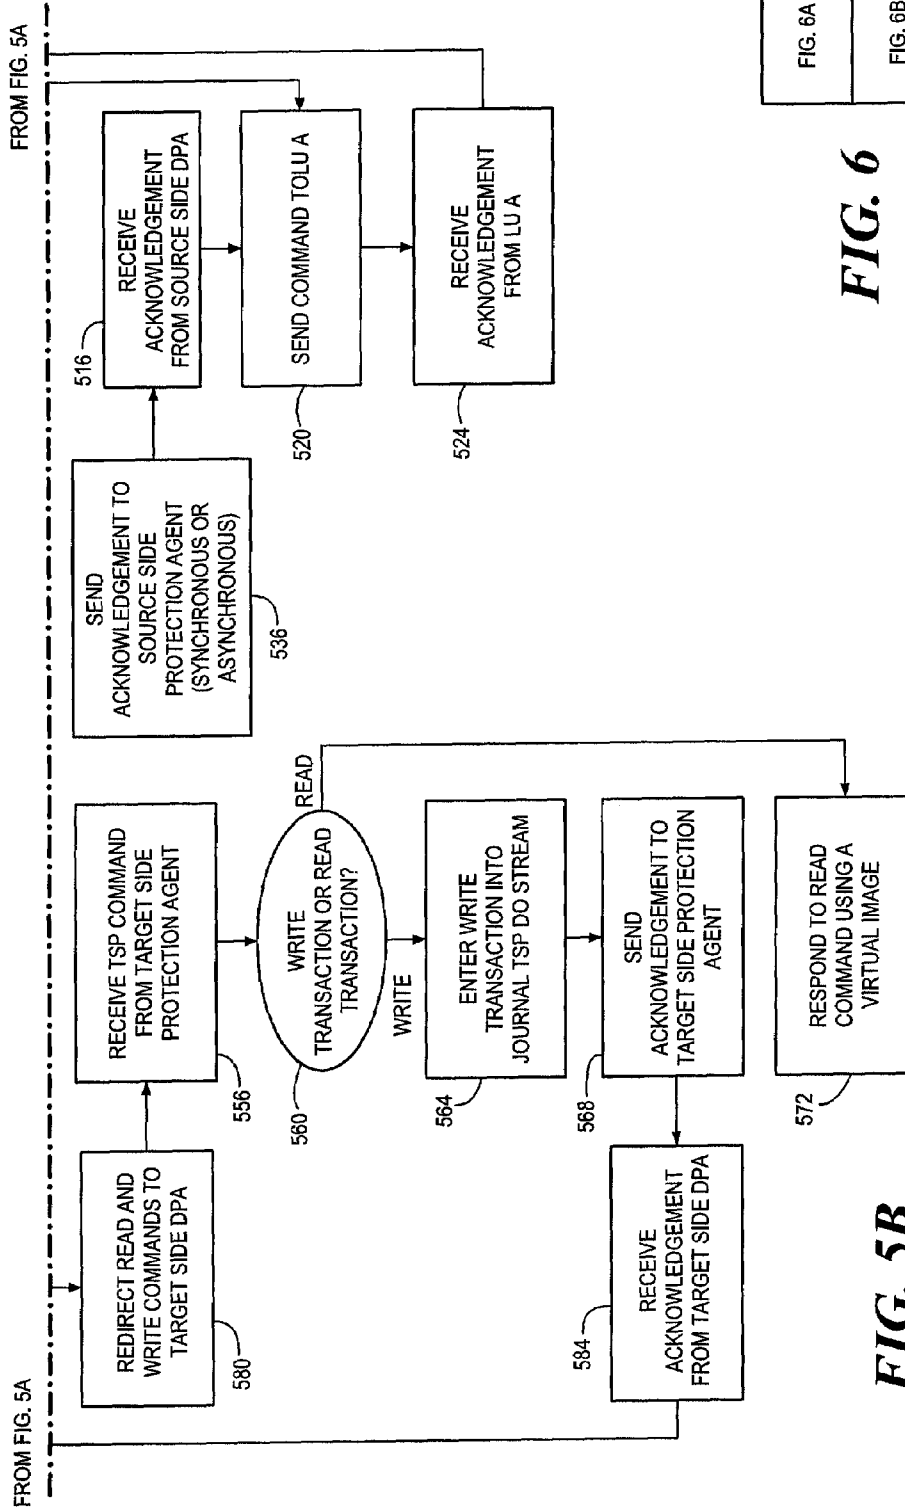 FROM FIG. 5A
FROM FIG. 5A
REDIRECT READ AND
WRITE COMMANDS TO
TARGET SIDE DPA
580
RECEIVE TSP COMMAND
FROM TARGET SIDE
PROTECTION AGENT
556
WRITE
TRANSACTION OR READ
TRANSACTION?
560
READ
WRITE
ENTER WRITE
TRANSACTION INTO
JOURNAL TSP DO STREAM
564
SEND
ACKNOWLEDGEMENT TO
TARGET SIDE PROTECTION
AGENT
568
RECEIVE
ACKNOWLEDGEMENT
FROM TARGET SIDE DPA
584
RESPOND TO READ
COMMAND USING A
VIRTUAL IMAGE
572
SEND
ACKNOWLEDGEMENT TO
SOURCE SIDE
PROTECTION AGENT
(SYNCHRONOUS OR
ASYNCHRONOUS)
536
RECEIVE
ACKNOWLEDGEMENT
FROM SOURCE SIDE DPA
516
SEND COMMAND TOLU A
520
RECEIVE
ACKNOWLEDGEMENT
FROM LU A
524
FIG. 5B
FIG. 6A
FIG. 6B
FIG. 6